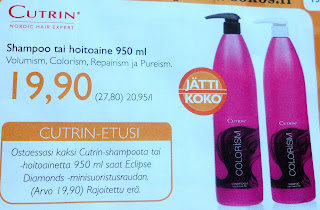 CUTRIN®
NORDIC HAIR EXPERT
Shampoo tai hoitoaine 950 ml
Volumism, Colorism, Repairism ja Pureism.
19,90
(27,80) 20,95/l
JÄTTI
KOKO
CUTRIN-ETUSI
Ostaessasi kaksi Cutrin-shampoota tai
-hoitoainetta 950 ml saat Eclipse
Diamonds -minisuoristusraudan.
(Arvo 19,90) Rajoitettu erä.
CUTRIN
COLORISM
CUTRIN
COLORISM